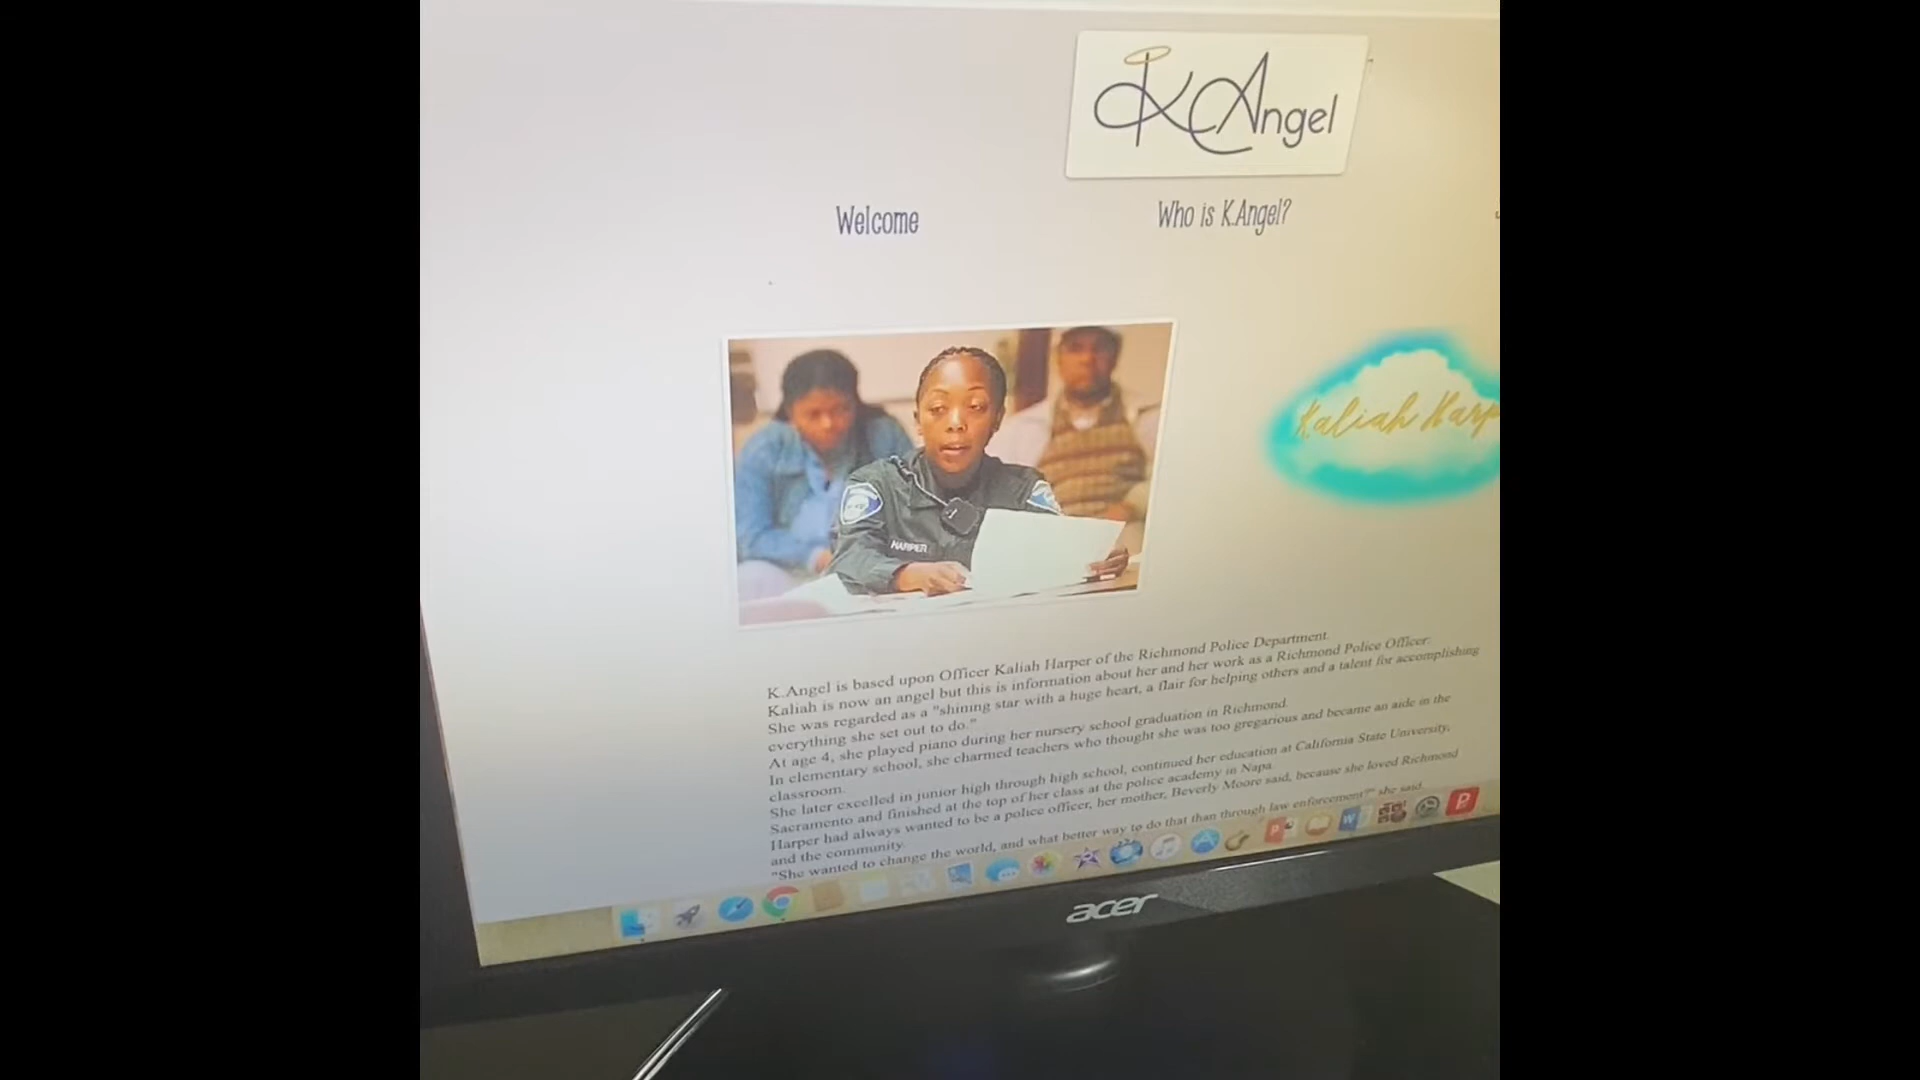 K Angel
Welcome
Who is K.Angel?
Kaliah Harp
HARPER
K.Angel is based upon Officer Kaliah Harper of the Richmond Police Department.
Kaliah is now an angel but this is information about her and her work as a Richmond Police Officer:
She was regarded as a "shining star with a huge heart, a flair for helping others and a talent for accomplishing
everything she set out to do."
At age 4, she played piano during her nursery school graduation in Richmond.
In elementary school, she charmed teachers who thought she was too gregarious and became an aide in the
classroom.
She later excelled in junior high through high school, continued her education at California State University,
Sacramento and finished at the top of her class at the police academy in Napa.
Harper had always wanted to be a police officer, her mother, Beverly Moore said, because she loved Richmond
and the community.
"She wanted to change the world, and what better way to do that than through law enforcement?" she said.
acer